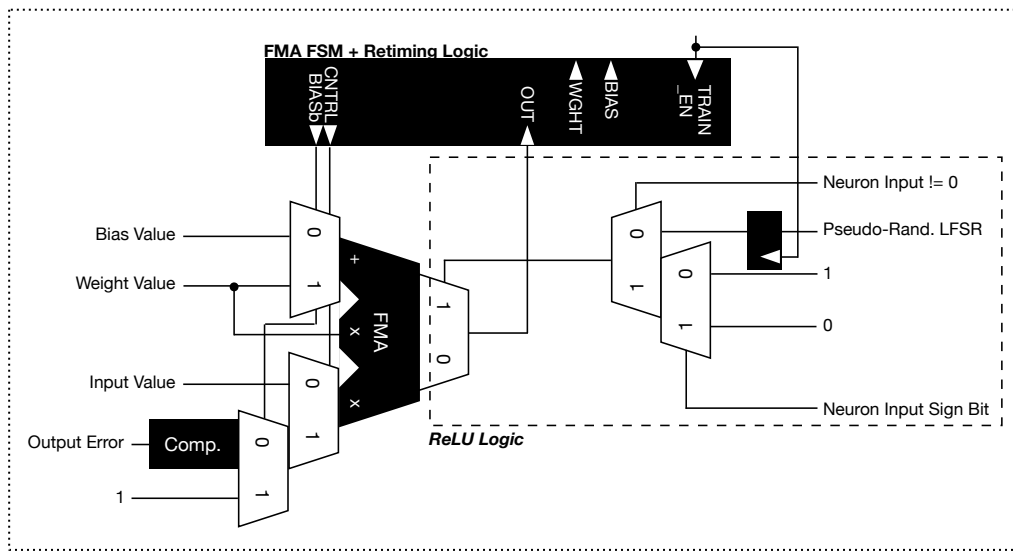 FMA FSM + Retiming Logic
BIASb
CNTRL
OUT
WGHT
BIAS
TRAIN
_EN
Neuron Input != 0
Bias Value
0
+
0
Pseudo-Rand. LFSR
0
1
Weight Value
1
1
1
x
FMA
1
0
0
Input Value
0
x
Neuron Input Sign Bit
ReLU Logic
Output Error
Comp.
0
1
1
1